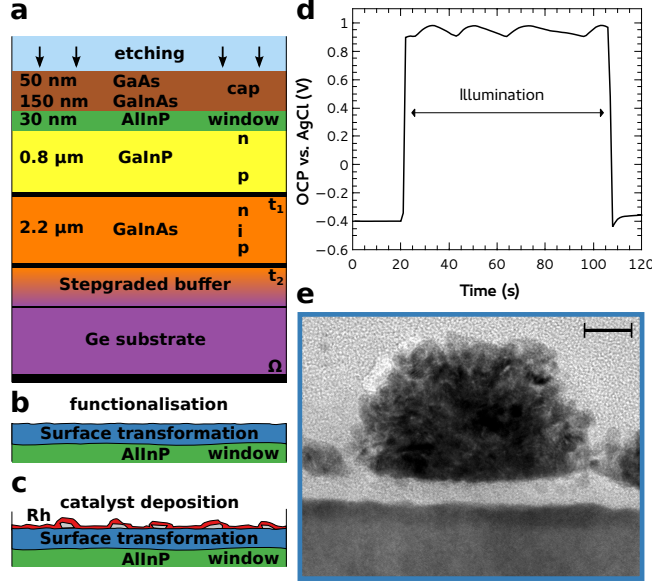 a
etching
50 nm GaAs
cap
150 nm GaInAs
30 nm AlInP window
n
0.8 µm GaInP
p
t1
n
2.2 µm GaInAs
i
p
t2
Stepgraded buffer
Ge substrate
Ω
b
functionalisation
Surface transformation
AlInP window
c
catalyst deposition
Rh
Surface transformation
AlInP window
d
OCP vs. AgCl (V)
1
0.8
0.6
0.4
0.2
0
−0.2
−0.4
−0.6
Illumination
0 20 40 60 80 100 120
Time (s)
e